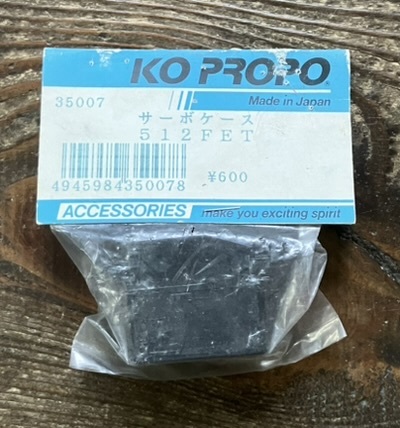 KO PROPO
35007
Made in Japan
サーボケース
512FET
4945984350078
¥600
ACCESSORIES
make you exciting spirit